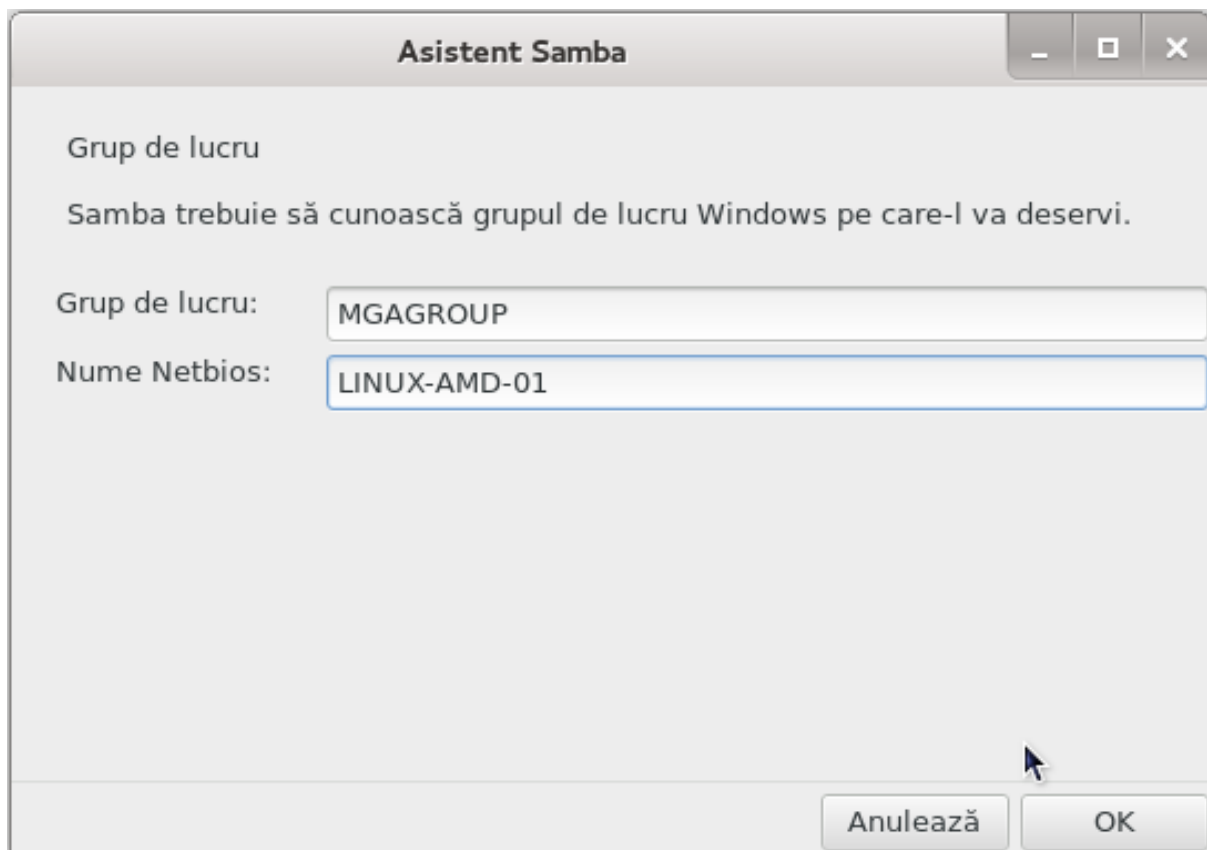 Asistent Samba
Grup de lucru
Samba trebuie să cunoască grupul de lucru Windows pe care-l va deservi.
Grup de lucru: MGAGROUP
Nume Netbios: LINUX-AMD-01
Anulează OK